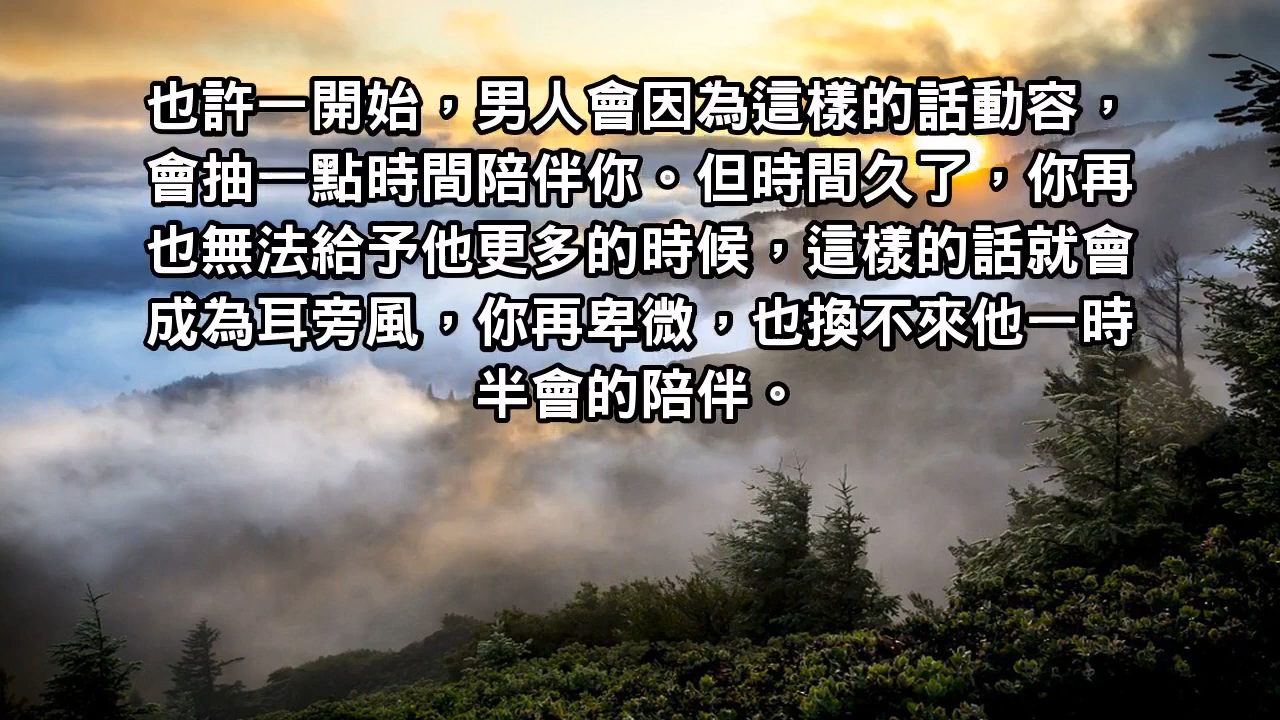 也許一開始，男人會因為這樣的話動容，
會抽一點時間陪伴你。但時間久了，你再
也無法給予他更多的時候，這樣的話就會
成為耳旁風，你再卑微，也換不來他一時
半會的陪伴。